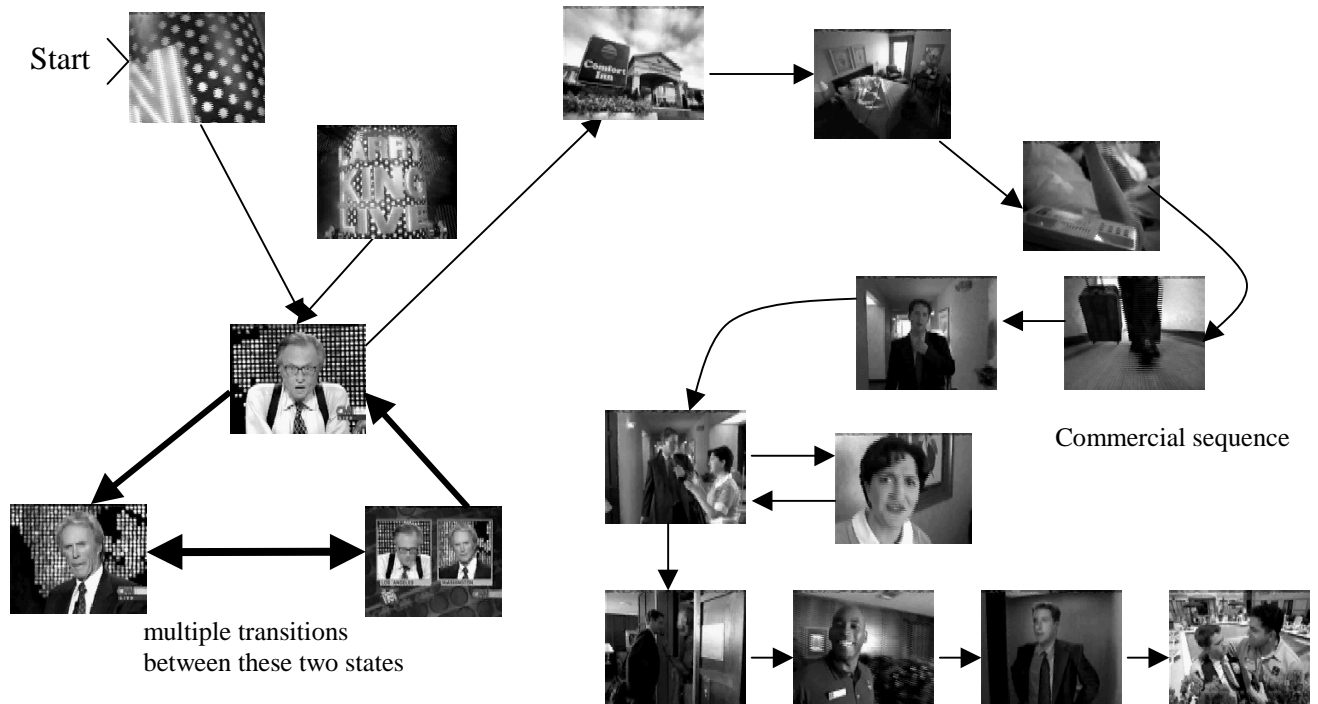 Start
Comfort
Inn
LARRY
KING
LIVE
Commercial sequence
LOS ANGELES
WASHINGTON
multiple transitions
between these two states